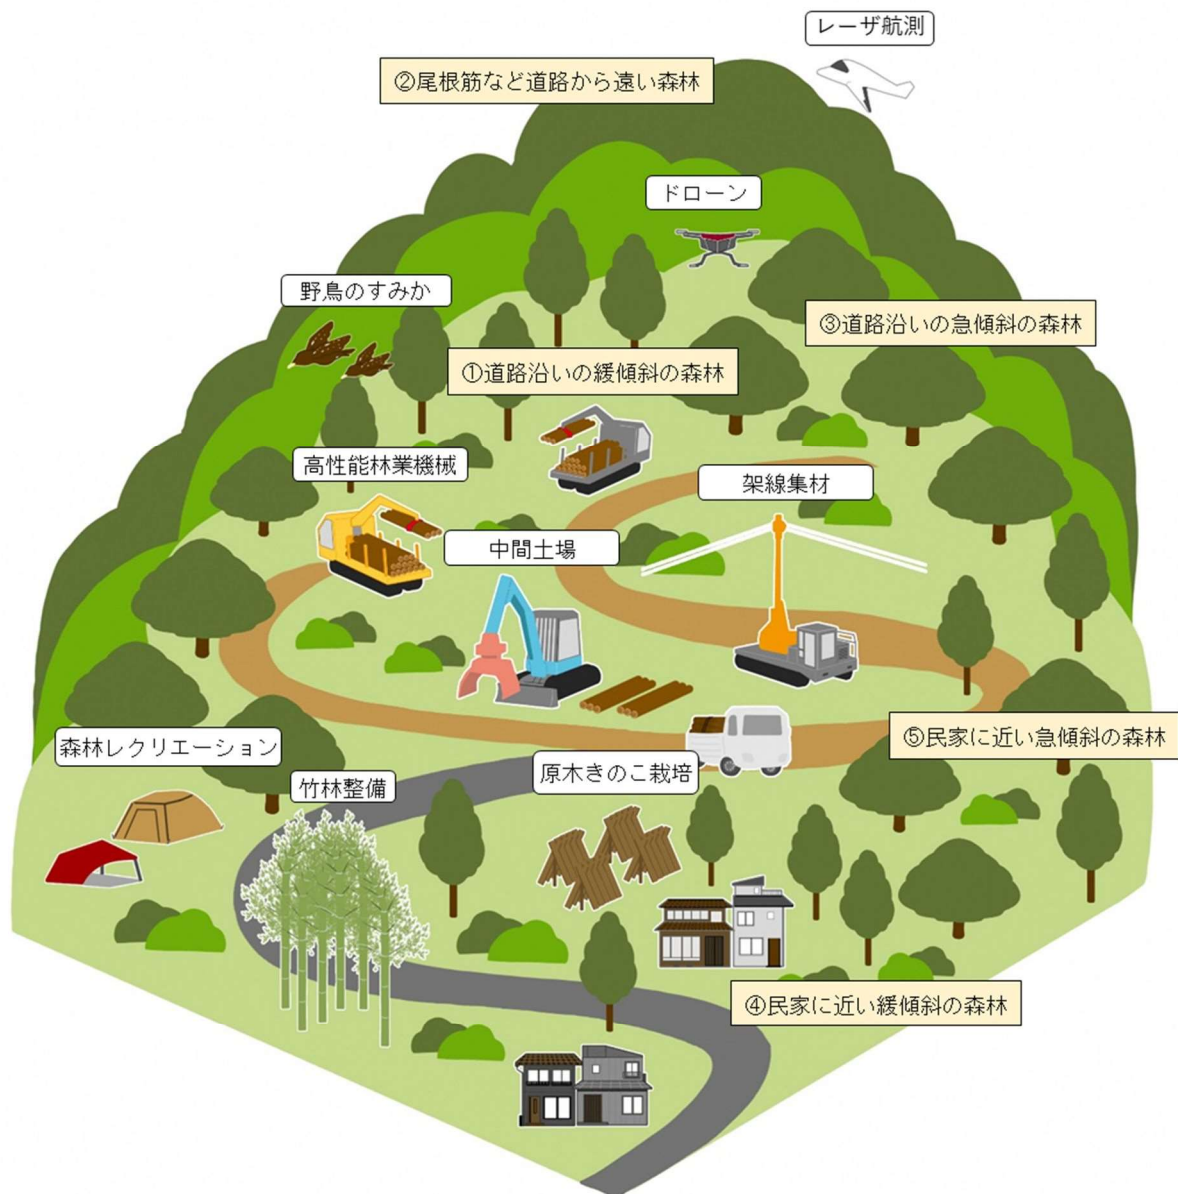 レーザ航測
②尾根筋など道路から遠い森林
ドローン
野鳥のすみか
③道路沿いの急傾斜の森林
①道路沿いの緩傾斜の森林
高性能林業機械
架線集材
中間土場
⑤民家に近い急傾斜の森林
森林レクリエーション
原木きのこ栽培
竹林整備
④民家に近い緩傾斜の森林